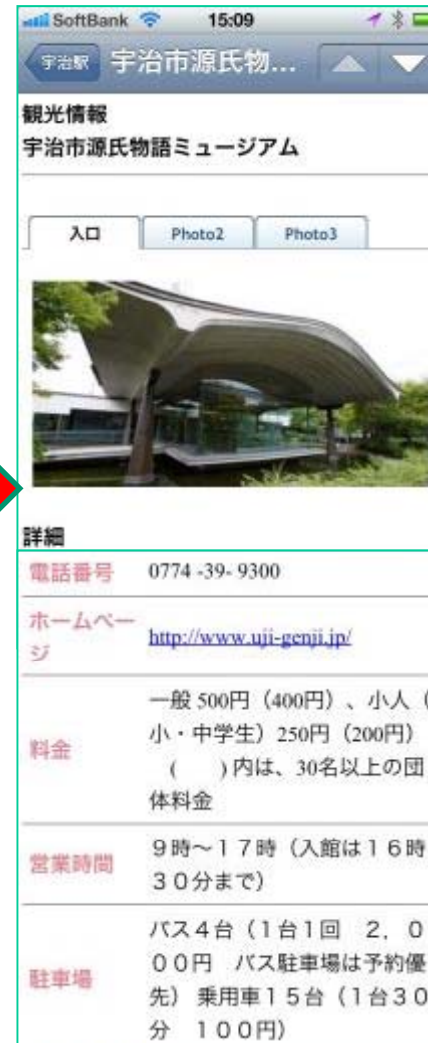 SoftBank 15:09
宇治駅 宇治市源氏物...
観光情報
宇治市源氏物語ミュージアム
入口 Photo2 Photo3
詳細
電話番号 0774 -39- 9300
ホームペー
ジ
http://www.uji-genji.jp/
料金
一般 500円（400円）、小人（
小・中学生）250円（200円）
（　　）内は、30名以上の団
体料金
営業時間
９時～１７時（入館は１６時
３０分まで）
駐車場
バス４台（１台１回　２，０
００円　バス駐車場は予約優
先） 乗用車１５台（１台３０
分　１００円）